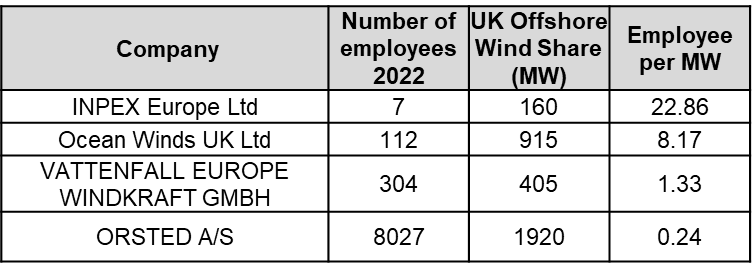 Company
Number of
employees
2022
UK Offshore
Wind Share
(MW)
Employee
per MW
INPEX Europe Ltd
7
160
22.86
Ocean Winds UK Ltd
112
915
8.17
VATTENFALL EUROPE
WINDKRAFT GMBH
304
405
1.33
ORSTED A/S
8027
1920
0.24